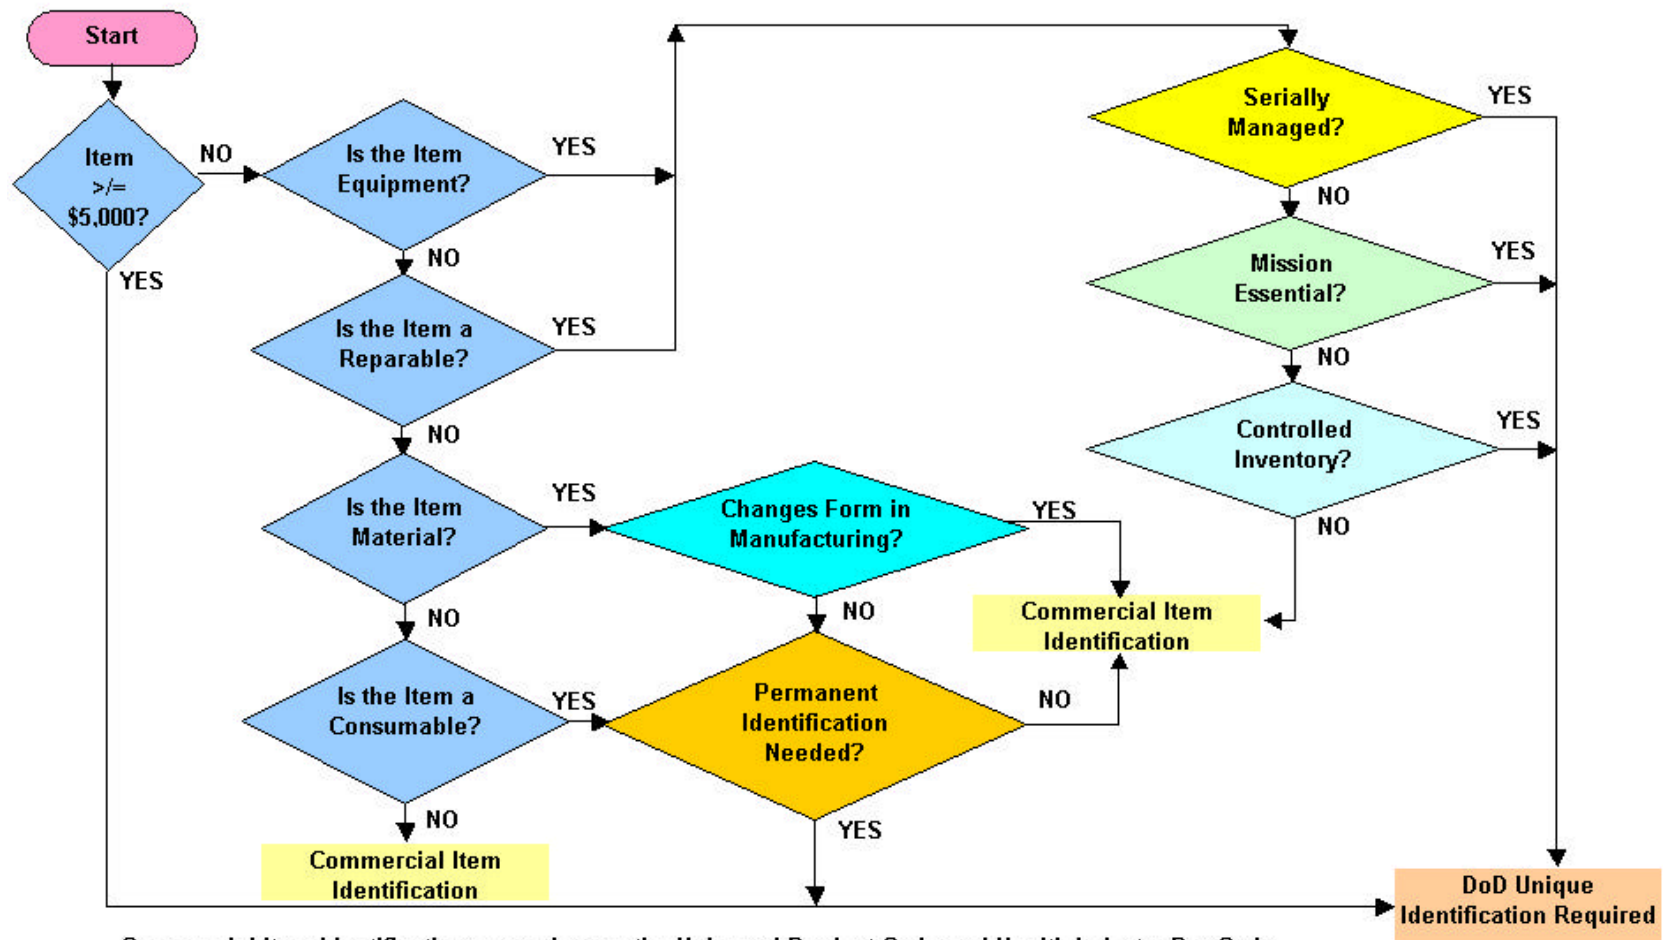 Start
Item
>/=
$5,000?
NO
YES
Is the Item
Equipment?
YES
NO
Is the Item a
Reparable?
YES
NO
Is the Item
Material?
YES
NO
Is the Item a
Consumable?
YES
NO
Commercial Item
Identification
Changes Form in
Manufacturing?
YES
NO
Permanent
Identification
Needed?
NO
YES
Commercial Item
Identification
Serially
Managed?
YES
NO
Mission
Essential?
YES
NO
Controlled
Inventory?
YES
NO
DoD Unique
Identification Required